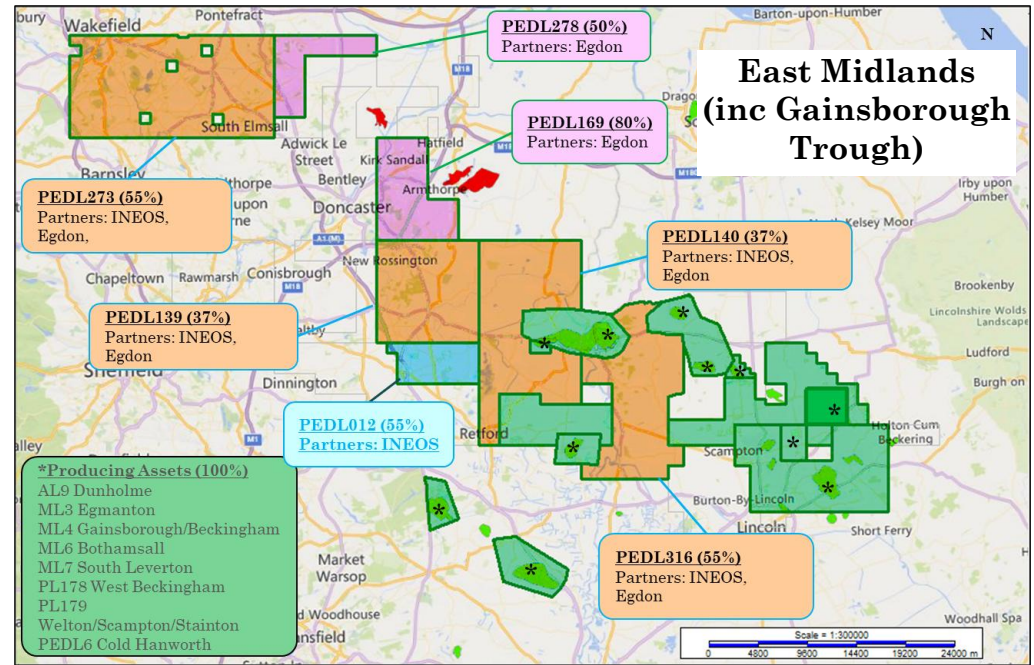 Pontefract
Wakefield
Barton-upon-Humber
N
PEDL278 (50%)
Partners: Egdon
East Midlands
(inc Gainsborough
Trough)
M18
PEDL169 (80%)
Partners: Egdon
South Elmsall
Adwick Le
Street
Hatfield
Kirk Sandall
Bentley
Armthorpe
Barnsley
Doncaster
Irby upon
Humber
Kelsey Moor
PEDL273 (55%)
Partners: INEOS,
Egdon,
A1(M)
PEDL140 (37%)
Partners: INEOS,
Egdon
New Rossington
Chapeltown
Rawmarsh
Conisbrough
M18
Brookenby
Lincolnshire Wolds
Landscape
PEDL139 (37%)
Partners: INEOS,
Egdon
Sheffield
Dinnington
Ludford
Burgh on
PEDL012 (55%)
Partners: INEOS
M1
Retford
Holton Cum
Beckering
Scampton
*Producing Assets (100%)
AL9 Dunholme
ML3 Egmanton
ML4 Gainsborough/Beckingham
ML6 Bothamsall
ML7 South Leverton
PL178 West Beckingham
PL179
Welton/Scampton/Stainton
PEDL6 Cold Hanworth
Burton-By-Lincoln
Lincoln
Short Ferry
PEDL316 (55%)
Partners: INEOS,
Egdon
Market
Warsop
Woodhouse
Woodhall Spa
Scale = 1:300000
0 4800 9600 14400 19200 24000 m